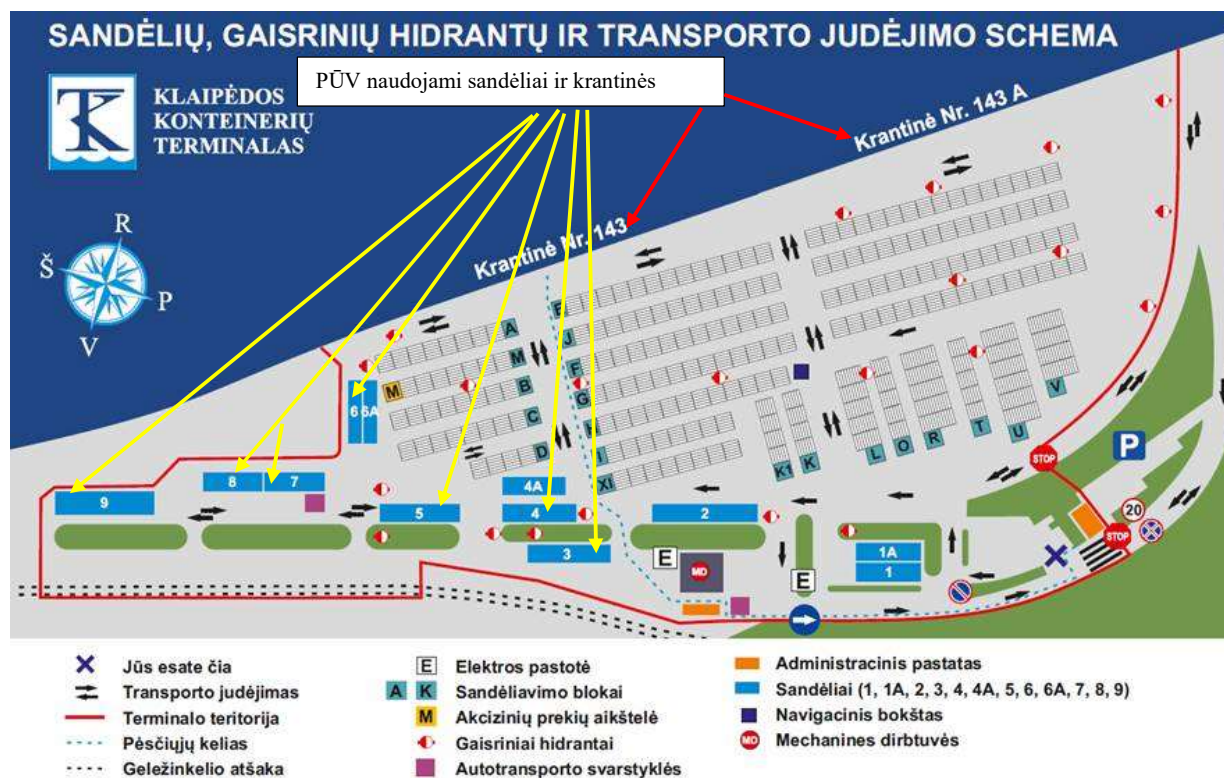 SANDĖLIŲ, GAISRINIŲ HIDRANTŲ IR TRANSPORTO JUDĖJIMO SCHEMA
PŪV naudojami sandėliai ir krantinės
KLAIPĖDOS
KONTEINERIŲ
TERMINALAS
Krantinė Nr. 143 A
Krantinė Nr. 143
R
Š
P
V
A
M
B
C
D
M
E
J
F
G
H
I
XI
K1
K
L
O
R
T
U
V
6
6A
8
7
9
5
4A
4
3
2
1A
1
E
MD
E
STOP
P
20
STOP
Jūs esate čia
Transporto judėjimas
Terminalo teritorija
Pėsčiųjų kelias
Geležinkelio atšaka
E Elektros pastotė
A K Sandėliavimo blokai
M Akcizinių prekių aikštelė
Gaisriniai hidrantai
Autotransporto svarstyklės
Administracinis pastatas
Sandėliai (1, 1A, 2, 3, 4, 4A, 5, 6, 6A, 7, 8, 9)
Navigacinis bokštas
MD Mechanines dirbtuvės